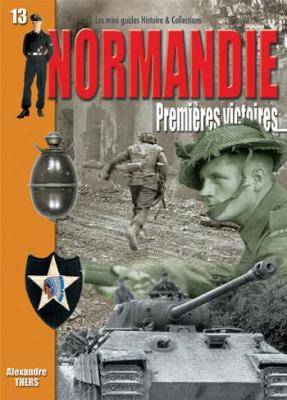 13
Les mini-guides Histoire & Collections
NORMANDIE
Premières victoires
Alexandre
THERS